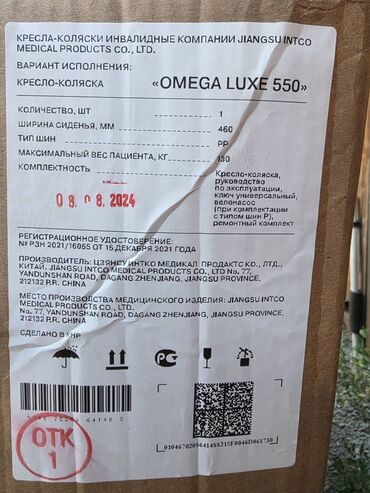 КРЕСЛА-КОЛЯСКИ ИНВАЛИДНЫЕ КОМПАНИИ JIANGSU INTCO
MEDICAL PRODUCTS CO., LTD.
ВАРИАНТ ИСПОЛНЕНИЯ:
КРЕСЛО-КОЛЯСКА «OMEGA LUXE 550»
КОЛИЧЕСТВО, ШТ 1
ШИРИНА СИДЕНЬЯ, ММ 460
ТИП ШИН PP
МАКСИМАЛЬНЫЙ ВЕС ПАЦИЕНТА, КГ 130
КОМПЛЕКТНОСТЬ Кресло-коляска,
руководство
по эксплуатации,
ключ универсальный,
велонасос
(при комплектации
с типом шин P),
ремонтный комплект
08.08.2024
РЕГИСТРАЦИОННОЕ УДОСТОВЕРЕНИЕ:
№ РЗН 2021/16065 ОТ 15 ДЕКАБРЯ 2021 ГОДА
ПРОИЗВОДИТЕЛЬ: ЦЗЯНСУ ИНТКО МЕДИКАЛ ПРОДАКТС КО., ЛТД.,
КИТАЙ, JIANGSU INTCO MEDICAL PRODUCTS CO., LTD No. 77,
YANDUNSHAN ROAD, DAGANG ZHENJIANG, JIANGSU PROVINCE,
212132 P.R. CHINA
МЕСТО ПРОИЗВОДСТВА МЕДИЦИНСКОГО ИЗДЕЛИЯ: JIANGSU INTCO
MEDICAL PRODUCTS CO., LTD.
No. 77, YANDUNSHAN ROAD, DAGANG ZHENJIANG, JIANGSU PROVINCE,
212132 P.R. CHINA
СДЕЛАНО В КНР
ОТК
1